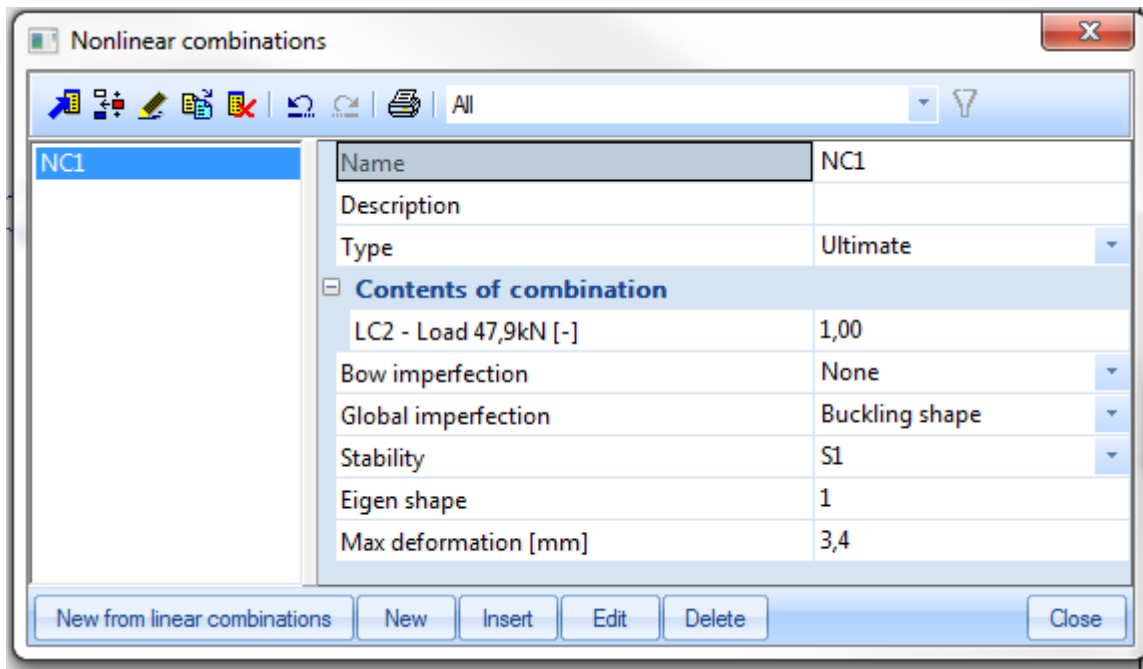 Nonlinear combinations
All
NC1
Name NC1
Description
Type Ultimate
Contents of combination
LC2 - Load 47,9kN [-] 1,00
Bow imperfection None
Global imperfection Buckling shape
Stability S1
Eigen shape 1
Max deformation [mm] 3,4
New from linear combinations New Insert Edit Delete Close